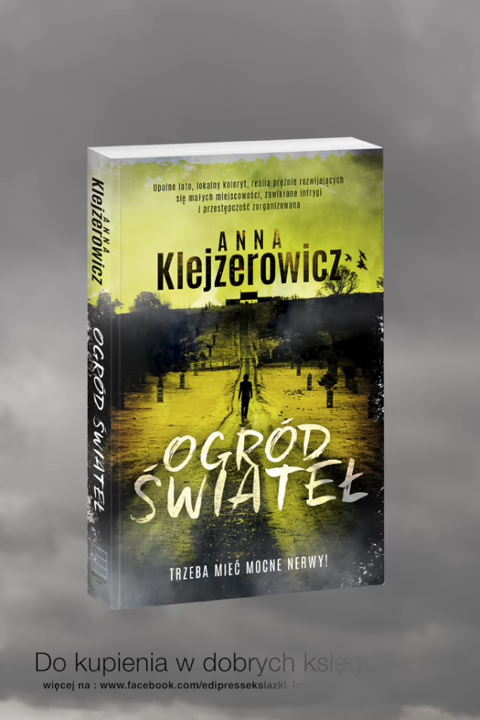 Upalne lato, lokalny koloryt, realia prężnie rozwijających
się małych miejscowości, zawikłane intrygi
i przestępczość zorganizowana
ANNA
Klejzerowicz
OGRÓD
ŚWIATEŁ
TRZEBA MIEĆ MOCNE NERWY!
ANNA
Klejzerowicz
OGRÓD ŚWIATEŁ
Do kupienia w dobrych
więcej na : www.facebook.com/edipresseksiazki